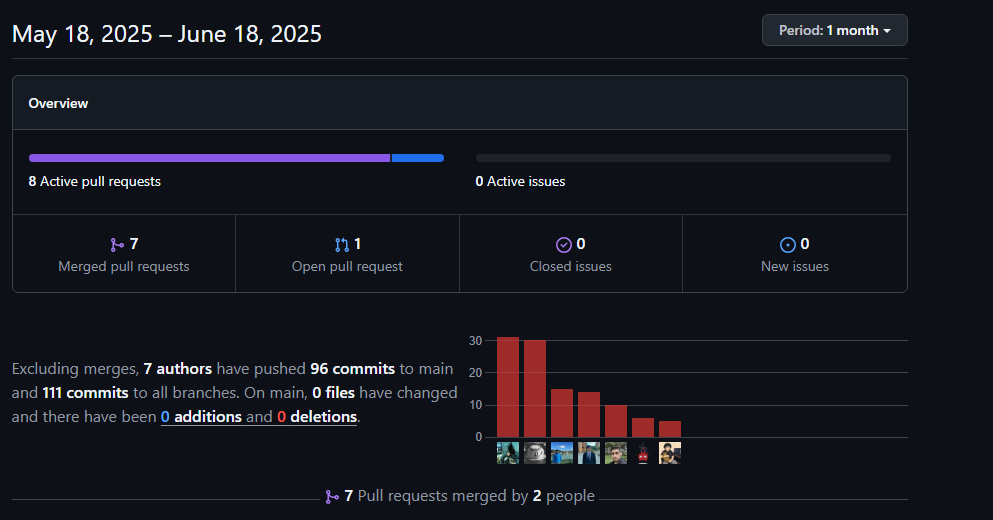 May 18, 2025 – June 18, 2025
Period: 1 month
Overview
8 Active pull requests
0 Active issues
7
Merged pull requests
1
Open pull request
0
Closed issues
0
New issues
Excluding merges, 7 authors have pushed 96 commits to main
and 111 commits to all branches. On main, 0 files have changed
and there have been 0 additions and 0 deletions.
30
20
10
0
7 Pull requests merged by 2 people